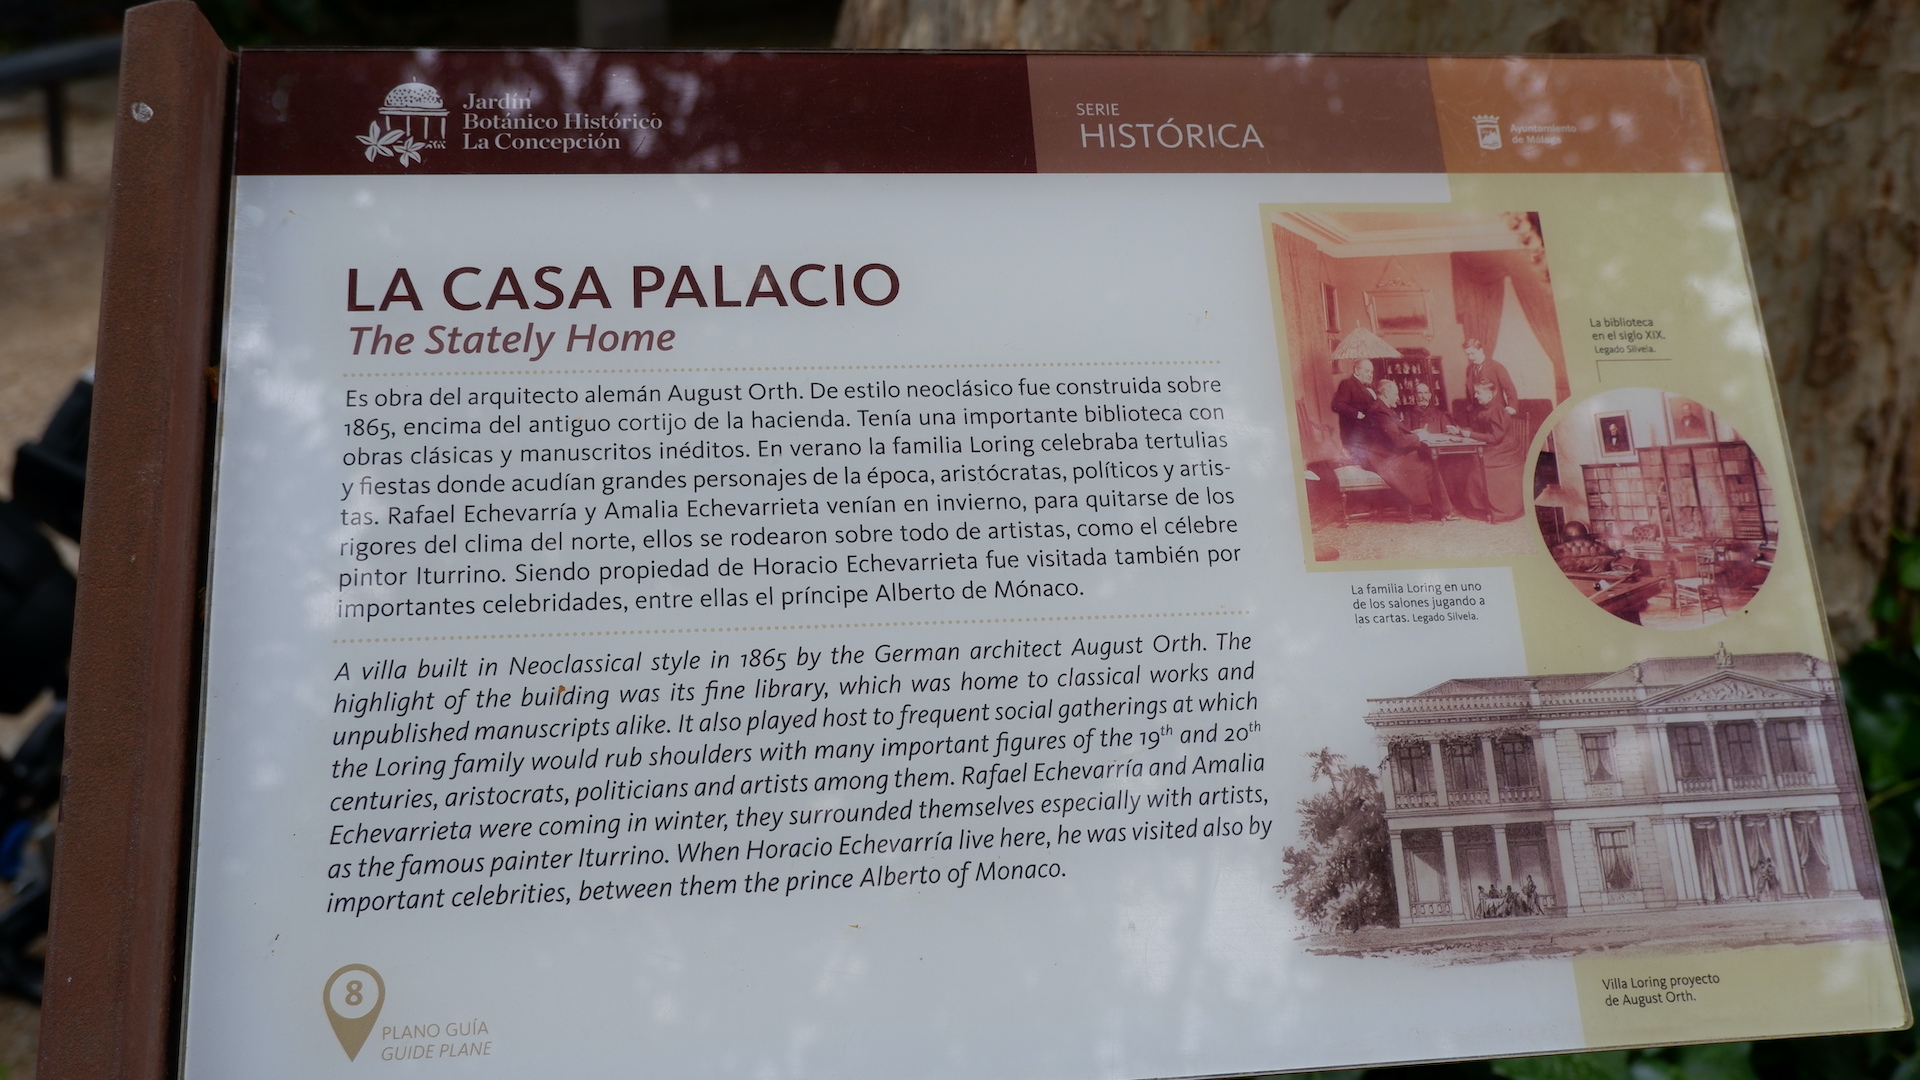 Jardín
Botánico Histórico
La Concepción
SERIE
HISTÓRICA
Ayuntamiento
de Málaga
LA CASA PALACIO
The Stately Home
Es obra del arquitecto alemán August Orth. De estilo neoclásico fue construida sobre
1865, encima del antiguo cortijo de la hacienda. Tenía una importante biblioteca con
obras clásicas y manuscritos inéditos. En verano la familia Loring celebraba tertulias
y fiestas donde acudían grandes personajes de la época, aristócratas, políticos y artis-
tas. Rafael Echevarría y Amalia Echevarrieta venían en invierno, para quitarse de los
rigores del clima del norte, ellos se rodearon sobre todo de artistas, como el célebre
pintor Iturrino. Siendo propiedad de Horacio Echevarrieta fue visitada también por
importantes celebridades, entre ellas el príncipe Alberto de Mónaco.
A villa built in Neoclassical style in 1865 by the German architect August Orth. The
highlight of the building was its fine library, which was home to classical works and
unpublished manuscripts alike. It also played host to frequent social gatherings at which
the Loring family would rub shoulders with many important figures of the 19th and 20th
centuries, aristocrats, politicians and artists among them. Rafael Echevarría and Amalia
Echevarrieta were coming in winter, they surrounded themselves especially with artists,
as the famous painter Iturrino. When Horacio Echevarría live here, he was visited also by
important celebrities, between them the prince Alberto of Monaco.
8
PLANO GUÍA
GUIDE PLANE
La biblioteca
en el siglo XIX.
Legado Silvela.
La familia Loring en uno
de los salones jugando a
las cartas. Legado Silvela.
Villa Loring proyecto
de August Orth.